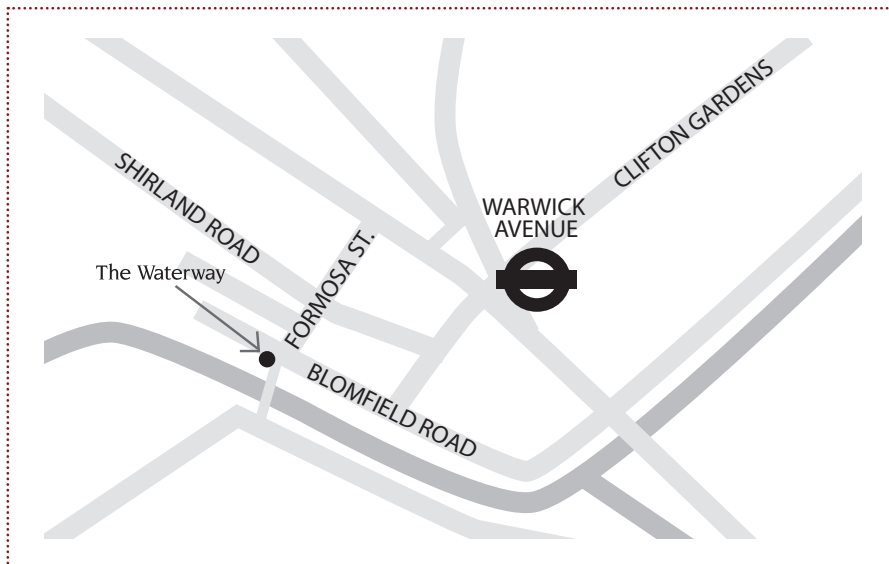 CLIFTON GARDENS
SHIRLAND ROAD
WARWICK
AVENUE
The Waterway
FORMOSA ST.
BLOMFIELD ROAD